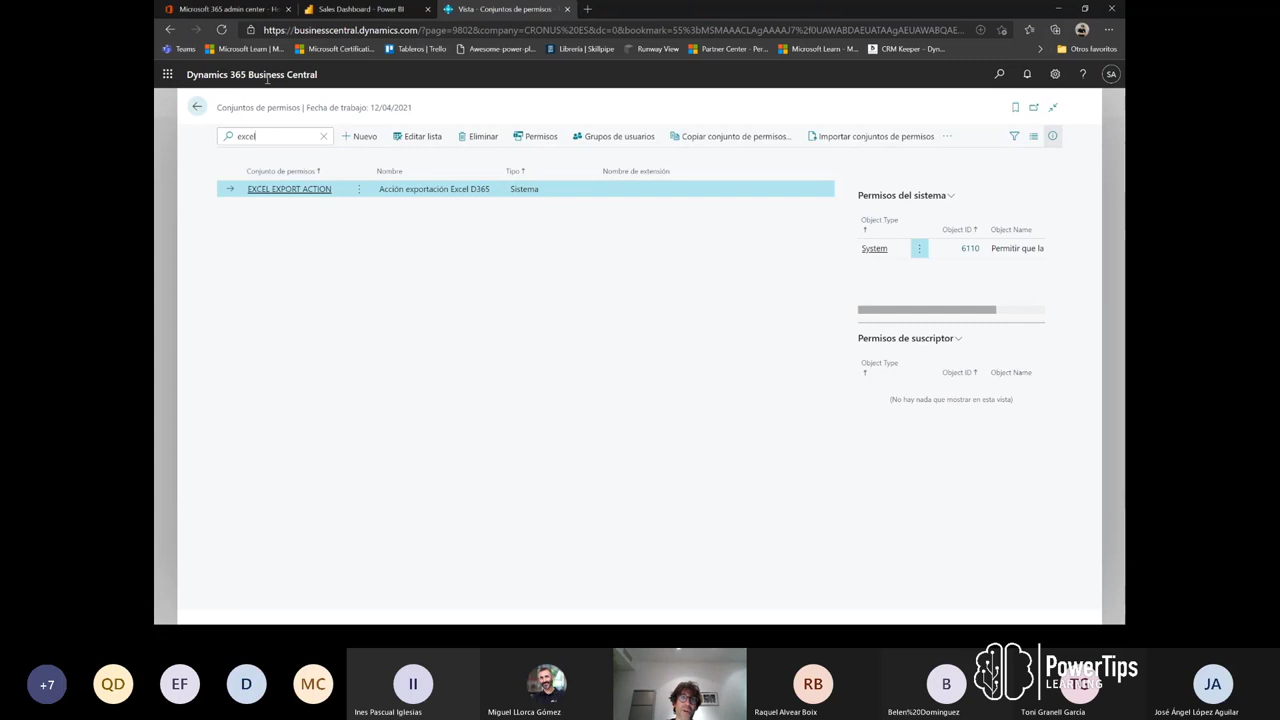 Microsoft 365 admin center - Ho
Sales Dashboard - Power BI
Vista - Conjuntos de permisos -
https://businesscentral.dynamics.com/?page=9802&company=CRONUS%20ES&dc=0&bookmark=
Teams
Microsoft Learn | M...
Microsoft Certificati...
Tableros | Trello
Awesome-power-pl...
Librería | Skillpipe
Runway View
Partner Center - Per...
Microsoft Learn - M...
CRM Keeper - Dyn...
Otros favoritos
Dynamics 365 Business Central
SA
Conjuntos de permisos | Fecha de trabajo: 12/04/2021
excel
Nuevo
Editar lista
Eliminar
Permisos
Grupos de usuarios
Copiar conjunto de permisos...
Importar conjuntos de permisos
Conjunto de permisos ↑
Nombre
Tipo ↑
Nombre de extensión
EXCEL EXPORT ACTION
Acción exportación Excel D365
Sistema
Permisos del sistema
Object Type ↑
Object ID ↑
Object Name
System
6110
Permitir que la
Permisos de suscriptor
Object Type ↑
Object ID ↑
Object Name
(No hay nada que mostrar en esta vista)
+7
QD
EF
D
MC
II
Ines Pascual Iglesias
Miguel LLorca Gómez
RB
Raquel Alvear Boix
B
Belen%20Dominguez
Toni Granell García
JA
José Ángel López Aguilar
PowerTips
LEARNING